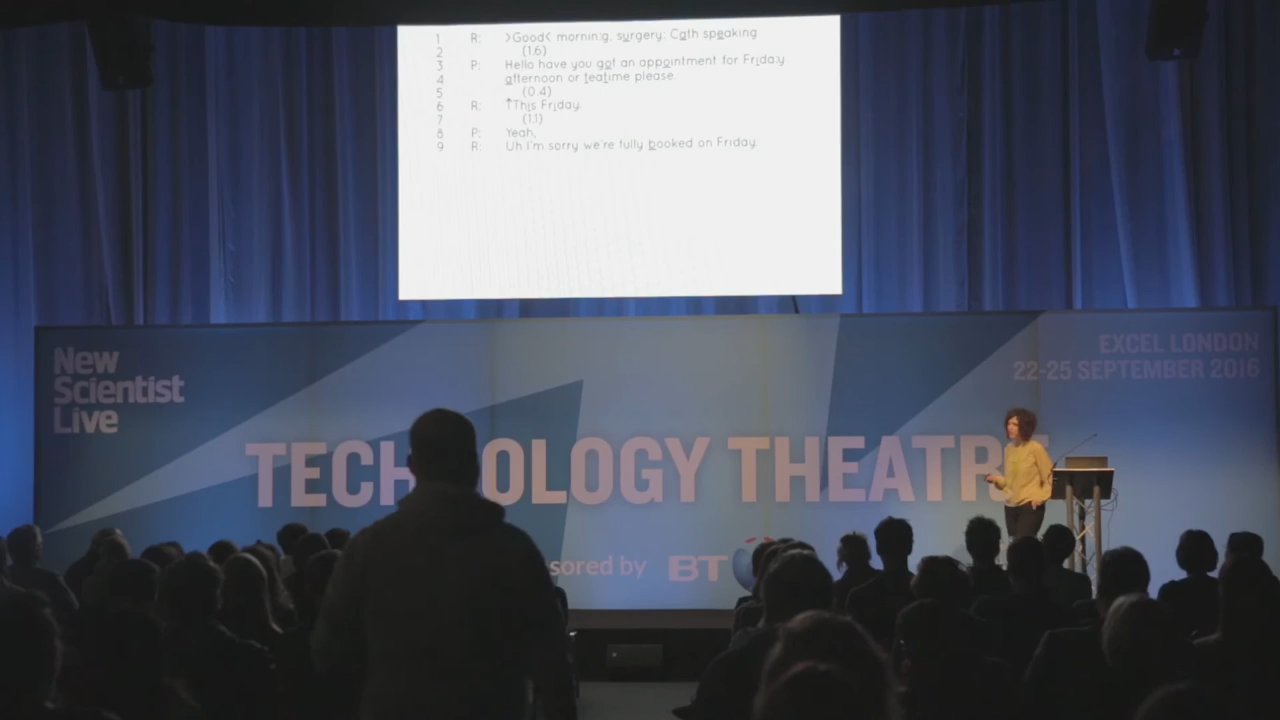 1 R: >Good< mornin:g, surgery: Cath speaking
2 (1.6)
3 P: Hello have you got an appointment for Frida:y
4 afternoon or teatime please.
5 (0.4)
6 R: ↑This Friday.
7 (1.1)
8 P: Yeah,
9 R: Uh I'm sorry we're fully booked on Friday.
New
Scientist
Live
EXCEL LONDON
22-25 SEPTEMBER 2016
TECH OLOGY THEATR
sored by BT